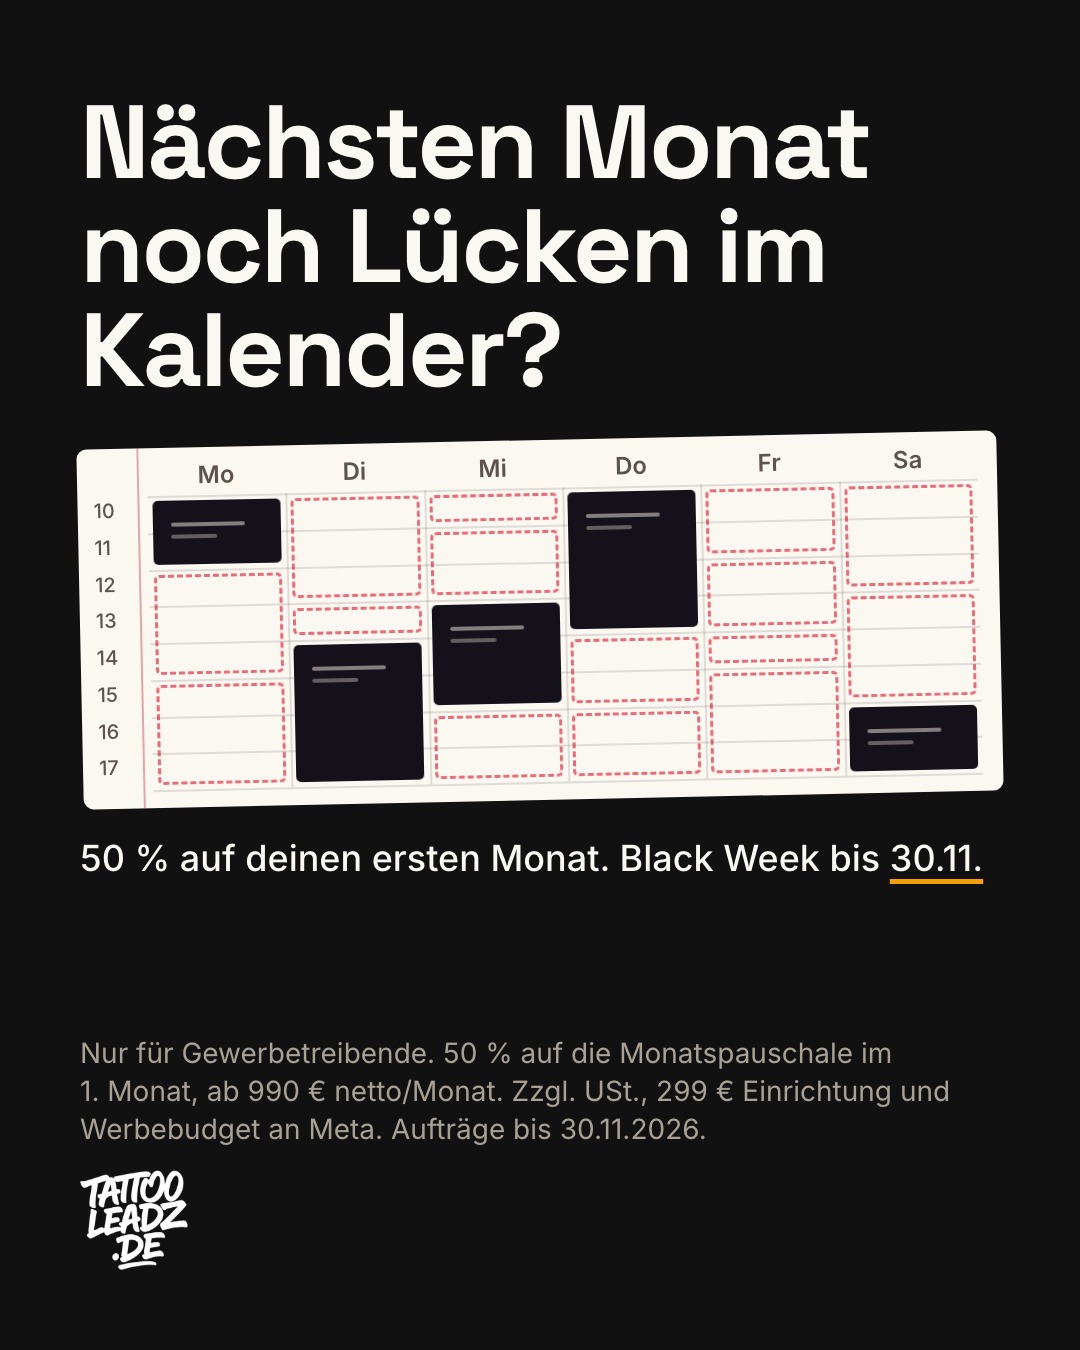 Nächsten Monat
noch Lücken im
Kalender?
Mo Di Mi Do Fr Sa
10
11
12
13
14
15
16
17
50 % auf deinen ersten Monat. Black Week bis 30.11.
Nur für Gewerbetreibende. 50 % auf die Monatspauschale im
1. Monat, ab 990 € netto/Monat. Zzgl. USt., 299 € Einrichtung und
Werbebudget an Meta. Aufträge bis 30.11.2026.
TATTOO
LEADZ
.DE